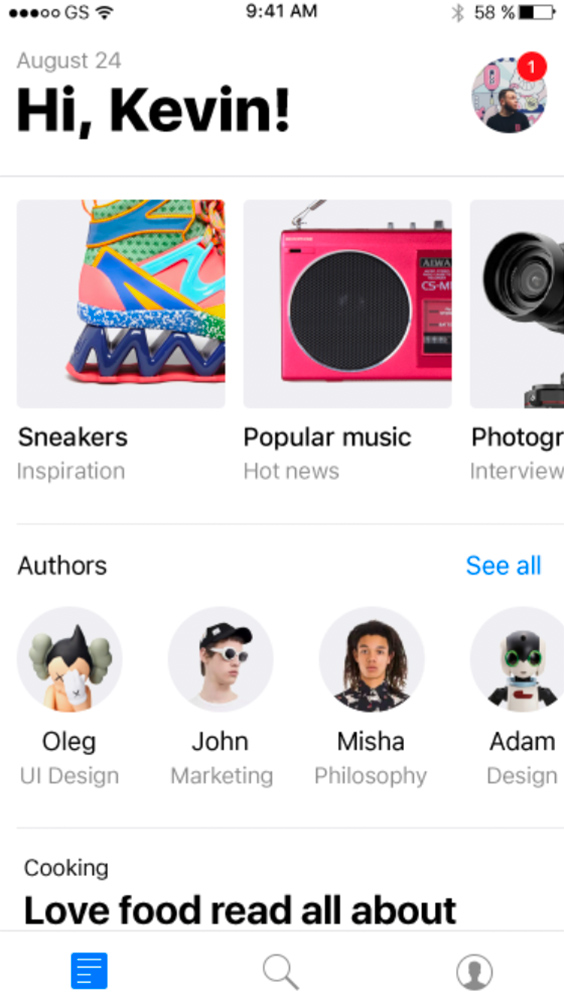 GS 9:41 AM 58 %
August 24
Hi, Kevin!
1
AIWA
CS-M
Sneakers
Popular music
Photogr
Inspiration
Hot news
Interview
Authors
See all
Oleg
John
Misha
Adam
UI Design
Marketing
Philosophy
Design
Cooking
Love food read all about